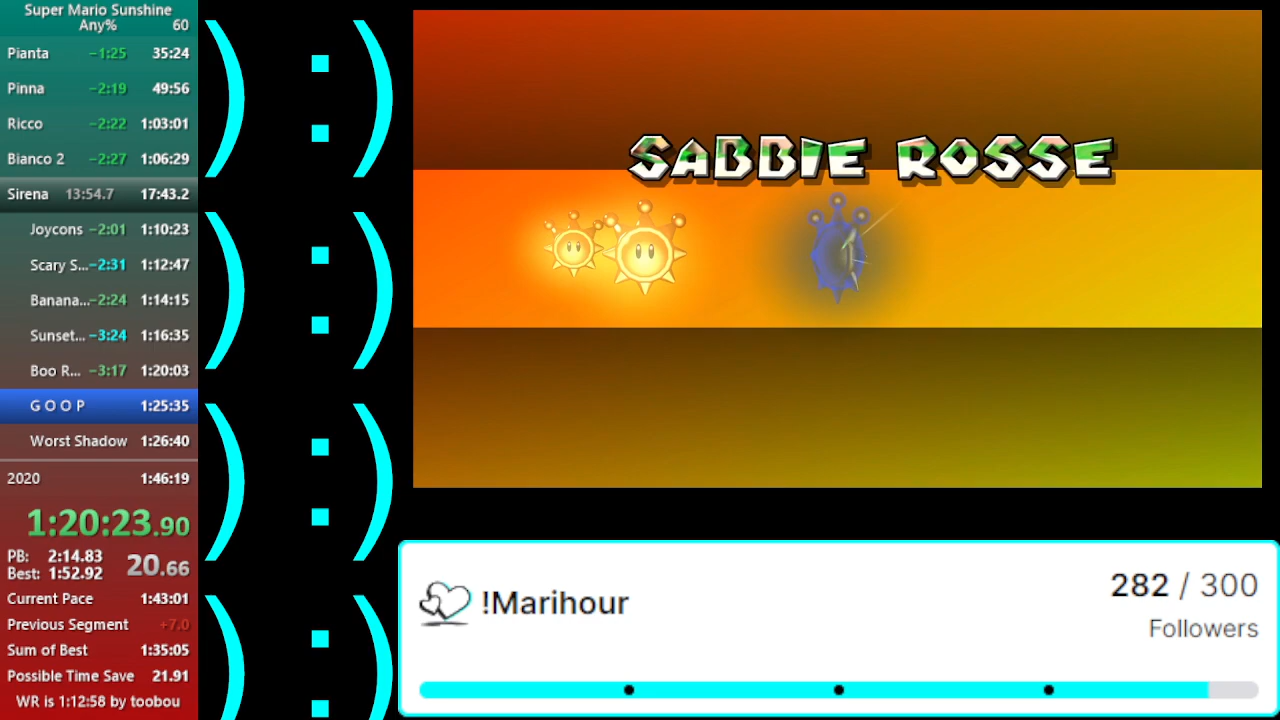 Super Mario Sunshine
Any% 60
Pianta −1:25 35:24
Pinna −2:19 49:56
Ricco −2:22 1:03:01
Bianco 2 −2:27 1:06:29
Sirena 13:54.7 17:43.2
Joycons −2:01 1:10:23
Scary S... −2:31 1:12:47
Banana... −2:24 1:14:15
Sunset... −3:24 1:16:35
Boo R... −3:17 1:20:03
G O O P 1:25:35
Worst Shadow 1:26:40
2020 1:46:19
1:20:23.90
PB: 2:14.83
Best: 1:52.92
20.66
Current Pace 1:43:01
Previous Segment +7.0
Sum of Best 1:35:05
Possible Time Save 21.91
WR is 1:12:58 by toobou
) : )
) : )
) : )
) : )
SABBIE ROSSE
!Marihour
282 / 300
Followers